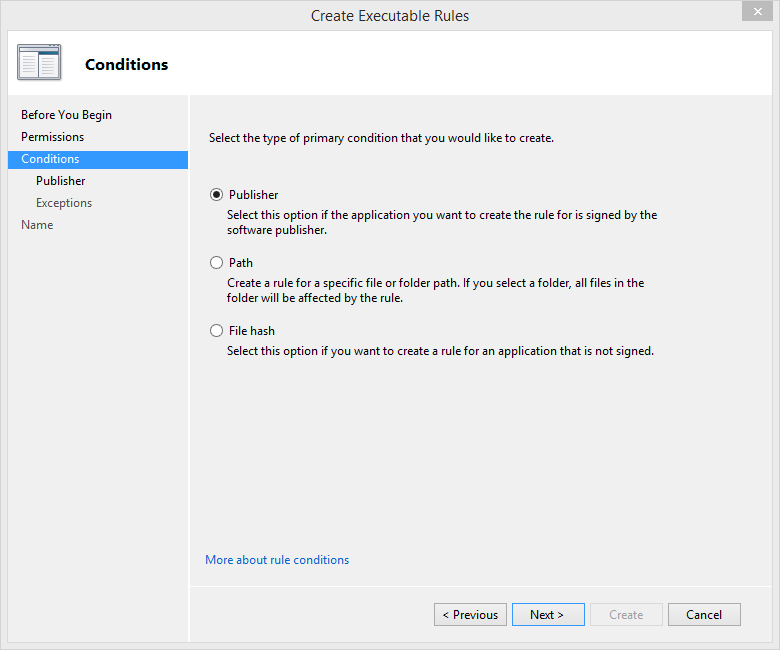 Create Executable Rules
Conditions
Before You Begin
Permissions
Conditions
Publisher
Exceptions
Name
Select the type of primary condition that you would like to create.
Publisher
Select this option if the application you want to create the rule for is signed by the
software publisher.
Path
Create a rule for a specific file or folder path. If you select a folder, all files in the
folder will be affected by the rule.
File hash
Select this option if you want to create a rule for an application that is not signed.
More about rule conditions
< Previous
Next >
Create
Cancel